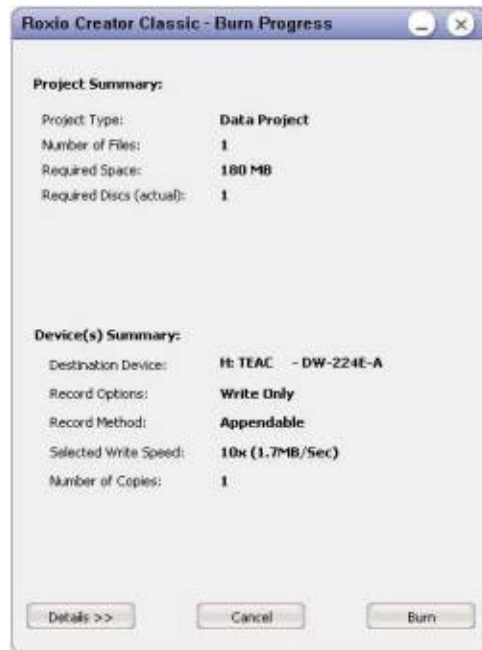 Roxio Creator Classic - Burn Progress
Project Summary:
Project Type: Data Project
Number of Files: 1
Required Space: 180 MB
Required Discs (actual): 1
Device(s) Summary:
Destination Device: H: TEAC - DW-224E-A
Record Options: Write Only
Record Method: Appendable
Selected Write Speed: 10x (1.7MB/Sec)
Number of Copies: 1
Details >> Cancel Burn